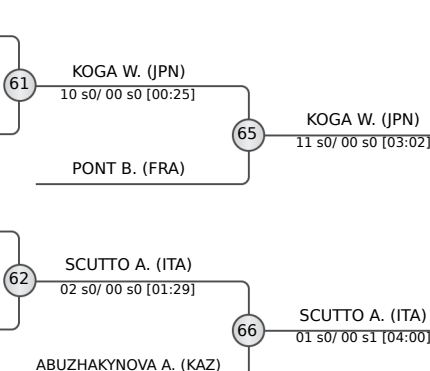 61
KOGA W. (JPN)
10 s0/ 00 s0 [00:25]
65
KOGA W. (JPN)
11 s0/ 00 s0 [03:02]
PONT B. (FRA)
62
SCUTTO A. (ITA)
02 s0/ 00 s0 [01:29]
66
SCUTTO A. (ITA)
01 s0/ 00 s1 [04:00]
ABUZHAKYNOVA A. (KAZ)